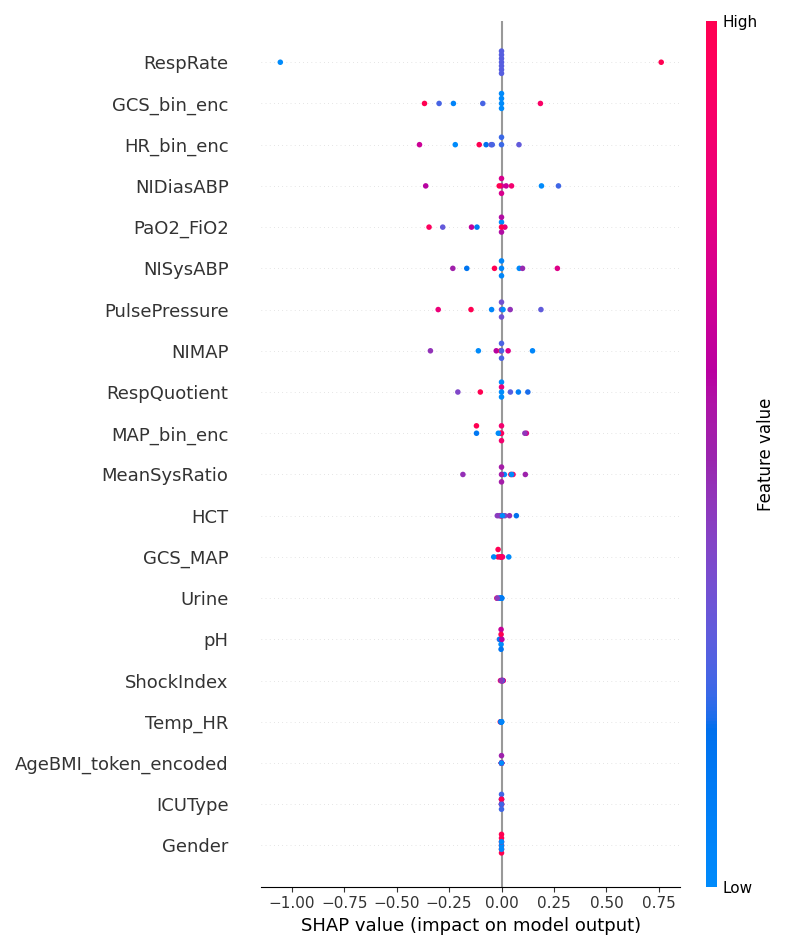 High
RespRate
GCS_bin_enc
HR_bin_enc
NIDiasABP
PaO2_FiO2
NISysABP
PulsePressure
NIMAP
RespQuotient
MAP_bin_enc
MeanSysRatio
HCT
GCS_MAP
Urine
pH
ShockIndex
Temp_HR
AgeBMI_token_encoded
ICUType
Gender
Feature value
Low
−1.00 −0.75 −0.50 −0.25 0.00 0.25 0.50 0.75
SHAP value (impact on model output)